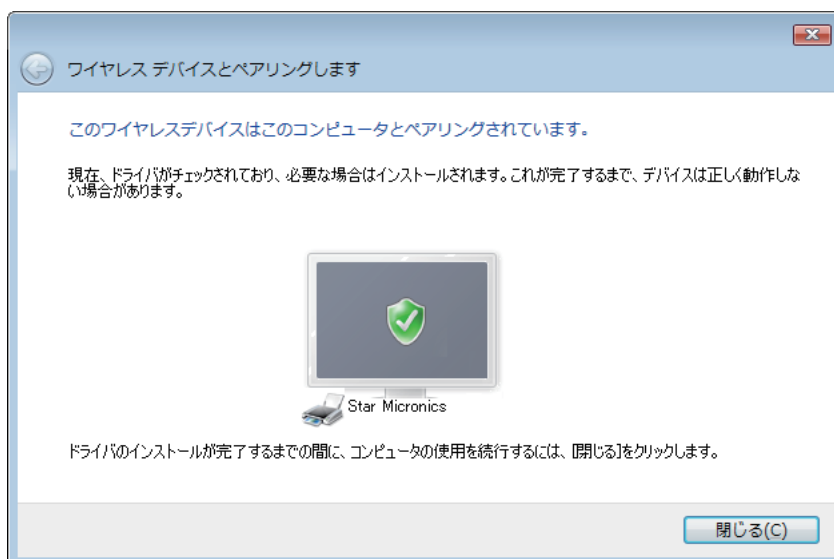 ワイヤレス デバイスとペアリングします
このワイヤレスデバイスはこのコンピュータとペアリングされています。
現在、ドライバがチェックされており、必要な場合はインストールされます。これが完了するまで、デバイスは正しく動作しな
い場合があります。
Star Micronics
ドライバのインストールが完了するまでの間に、コンピュータの使用を続行するには、[閉じる]をクリックします。
閉じる(C)